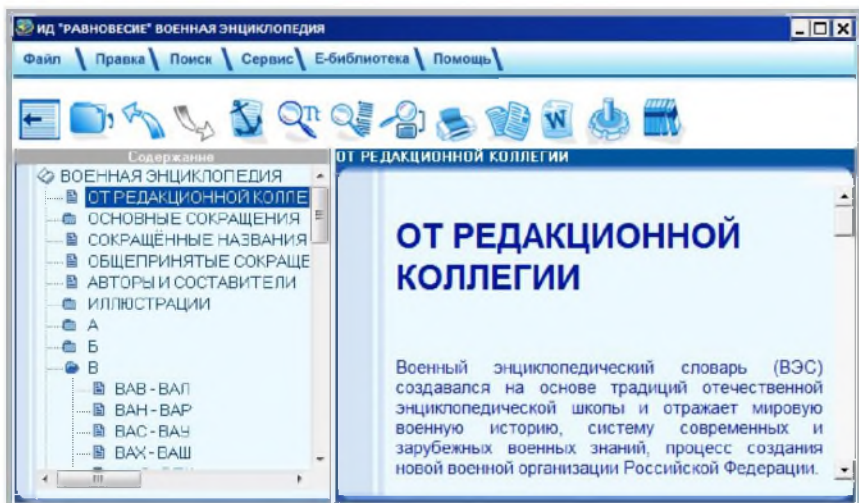 ИД "РАВНОВЕСИЕ" ВОЕННАЯ ЭНЦИКЛОПЕДИЯ
Файл \ Правка \ Поиск \ Сервис \ Е-библиотека \ Помощь \
Содержание
ВОЕННАЯ ЭНЦИКЛОПЕДИЯ
ОТ РЕДАКЦИОННОЙ КОЛЛЕ
ОСНОВНЫЕ СОКРАЩЕНИЯ
СОКРАЩЁННЫЕ НАЗВАНИЯ
ОБЩЕПРИНЯТЫЕ СОКРАЩЕ
АВТОРЫ И СОСТАВИТЕЛИ
ИЛЛЮСТРАЦИИ
А
Б
В
ВАВ - ВАЛ
ВАН - ВАР
ВАС - ВАУ
ВАХ - ВАШ
ОТ РЕДАКЦИОННОЙ КОЛЛЕГИИ
ОТ РЕДАКЦИОННОЙ
КОЛЛЕГИИ
Военный энциклопедический словарь (ВЭС)
создавался на основе традиций отечественной
энциклопедической школы и отражает мировую
военную историю, систему современных и
зарубежных военных знаний, процесс создания
новой военной организации Российской Федерации.